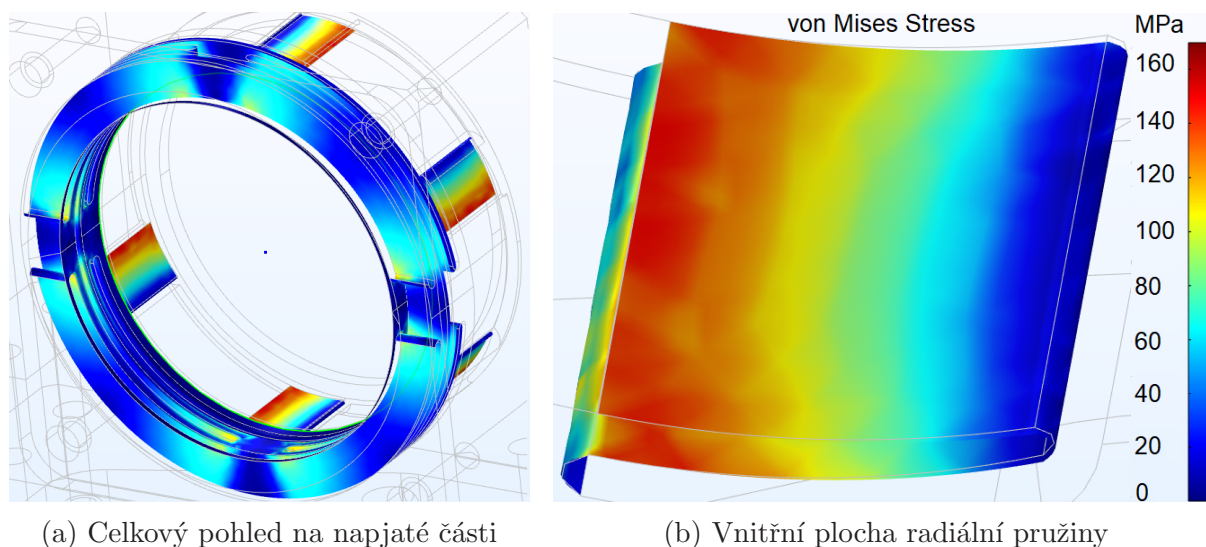 von Mises Stress
MPa
160
140
120
100
80
60
40
20
0
(a) Celkový pohled na napjaté části
(b) Vnitřní plocha radiální pružiny